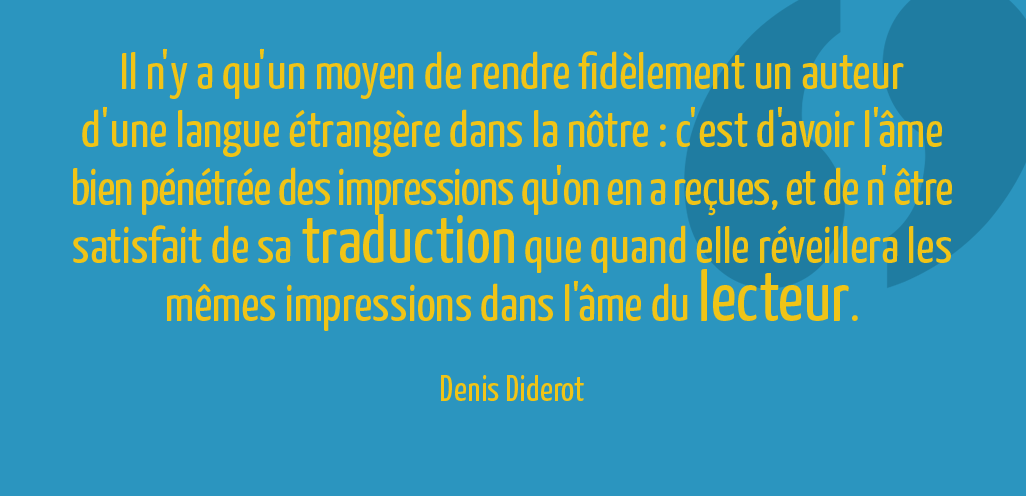 Il n'y a qu'un moyen de rendre fidèlement un auteur
d'une langue étrangère dans la nôtre : c'est d'avoir l'âme
bien pénétrée des impressions qu'on en a reçues, et de n' être
satisfait de sa traduction que quand elle réveillera les
mêmes impressions dans l'âme du lecteur.
Denis Diderot